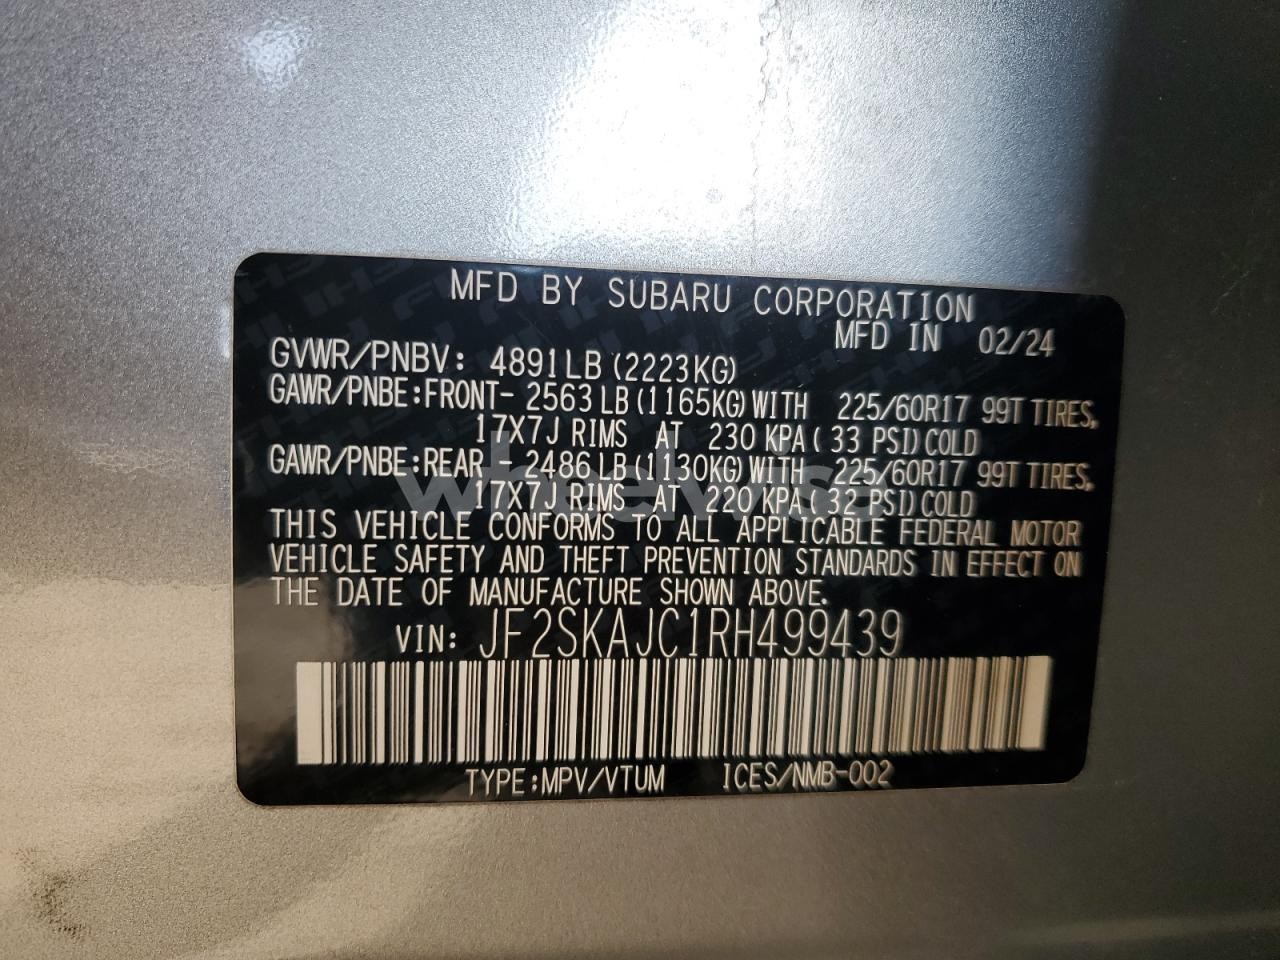 MFD BY SUBARU CORPORATION
MFD IN 02/24
GVWR/PNBV: 4891LB (2223KG)
GAWR/PNBE:FRONT- 2563 LB (1165KG) WITH 225/60R17 99T TIRES,
17X7J RIMS AT 230 KPA ( 33 PSI) COLD
GAWR/PNBE:REAR - 2486 LB (1130KG) WITH 225/60R17 99T TIRES,
17X7J RIMS AT 220 KPA ( 32 PSI) COLD
THIS VEHICLE CONFORMS TO ALL APPLICABLE FEDERAL MOTOR
VEHICLE SAFETY AND THEFT PREVENTION STANDARDS IN EFFECT ON
THE DATE OF MANUFACTURE SHOWN ABOVE.
VIN: JF2SKAJC1RH499439
TYPE:MPV/VTUM ICES/NMB-002